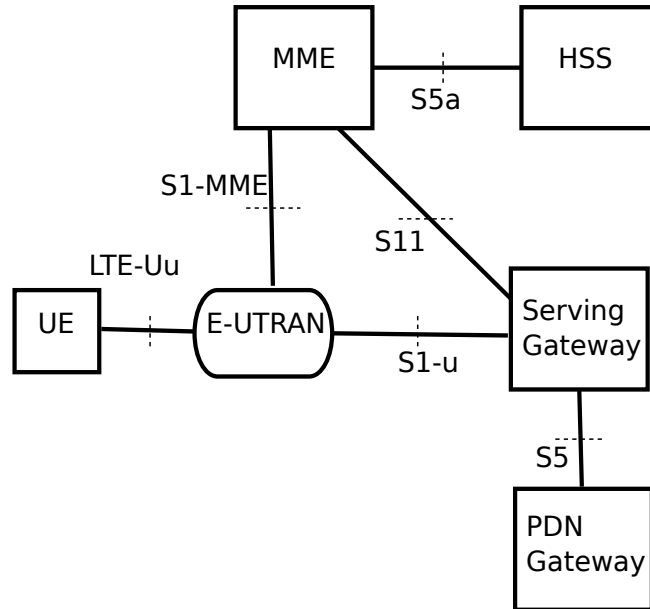 MME
HSS
S5a
S1-MME
S11
LTE-Uu
UE
E-UTRAN
Serving
Gateway
S1-u
S5
PDN
Gateway